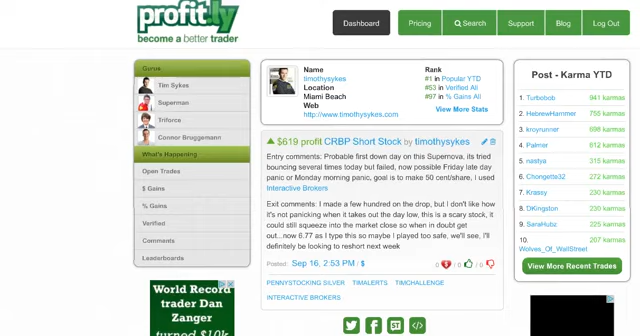 profit.ly
become a better trader
Dashboard
Pricing
Search
Support
Blog
Log Out
Gurus
Tim Sykes
Superman
Triforce
Connor Bruggemann
What's Happening
Open Trades
$ Gains
% Gains
Verified
Comments
Leaderboards
World Record
trader Dan
Zanger
turned $10k
Name
timothysykes
Location
Miami Beach
Web
http://www.timothysykes.com
Rank
#1 in Popular YTD
#53 in Verified All
#97 in % Gains All
View More Stats
$619 profit CRBP Short Stock by timothysykes
Entry comments: Probable first down day on this Supernova, its tried
bouncing several times today but failed, now possible Friday late day
panic or Monday morning panic, goal is to make 50 cent/share, I used
Interactive Brokers
Exit comments: I made a few hundred on the drop, but I don't like how
it's not panicking when it takes out the day low, this is a scary stock, it
could still squeeze into the market close so when in doubt get
out...now 6.77 as I type this so maybe I played too safe, we'll see, I'll
definitely be looking to reshort next week
Posted: Sep 16, 2:53 PM / $
0 / 0 / 0
PENNYSTOCKING SILVER TIMALERTS TIMCHALLENGE
INTERACTIVE BROKERS
ST
Post - Karma YTD
1. Turbobob 941 karmas
2. HebrewHammer 755 karmas
3. kroyrunner 698 karmas
4. Palmer 612 karmas
5. nastya 315 karmas
6. Chongette32 272 karmas
7. Krassy 230 karmas
8. DKingston 230 karmas
9. SaraHubz 225 karmas
10. 207 karmas
Wolves_Of_WallStreet
View More Recent Trades